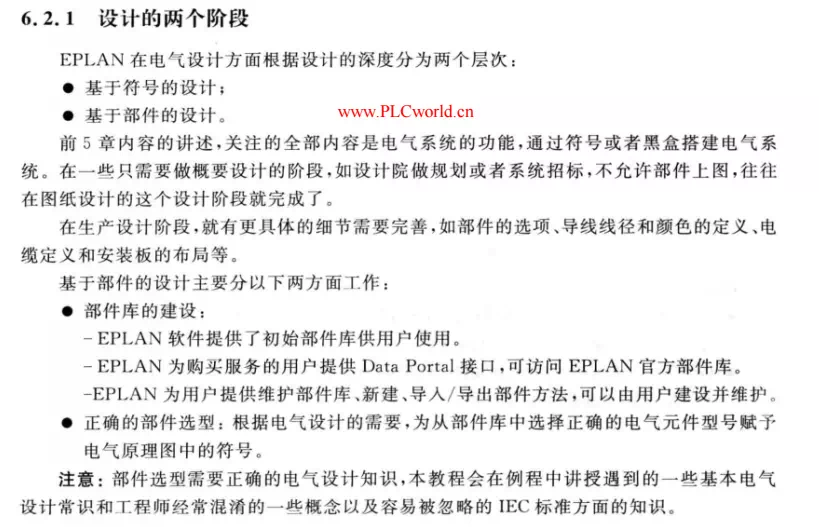 6.2.1 设计的两个阶段
EPLAN 在电气设计方面根据设计的深度分为两个层次：
● 基于符号的设计；
● 基于部件的设计。
www.PLCworld.cn
前 5 章内容的讲述，关注的全部内容是电气系统的功能，通过符号或者黑盒搭建电气系
统。在一些只需要做概要设计的阶段，如设计院做规划或者系统招标，不允许部件上图，往往
在图纸设计的这个设计阶段就完成了。
在生产设计阶段，就有更具体的细节需要完善，如部件的选项、导线线径和颜色的定义、电
缆定义和安装板的布局等。
基于部件的设计主要分以下两方面工作：
● 部件库的建设：
– EPLAN 软件提供了初始部件库供用户使用。
– EPLAN 为购买服务的用户提供 Data Portal 接口，可访问 EPLAN 官方部件库。
–EPLAN 为用户提供维护部件库、新建、导入/导出部件方法，可以由用户建设并维护。
● 正确的部件选型：根据电气设计的需要，为从部件库中选择正确的电气元件型号赋予
电气原理图中的符号。
注意：部件选型需要正确的电气设计知识，本教程会在例程中讲授遇到的一些基本电气
设计常识和工程师经常混淆的一些概念以及容易被忽略的 IEC 标准方面的知识。